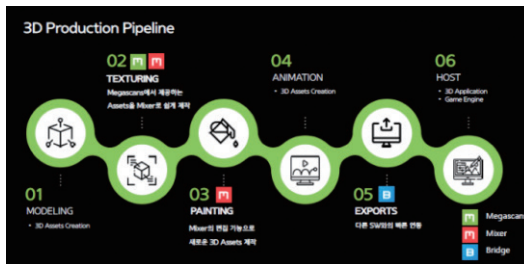 3D Production Pipeline
01
MODELING
• 3D Assets Creation
02 m m
TEXTURING
Megascans에서 제공하는
Assets을 Mixer로 쉽게 제작
03 m
PAINTING
Mixer의 편집 기능으로
새로운 3D Assets 제작
04
ANIMATION
• 3D Assets Creation
05 B
EXPORTS
다른 SW와의 빠른 연동
06
HOST
• 3D Application
• Game Engine
m Megascan
m Mixer
B Bridge